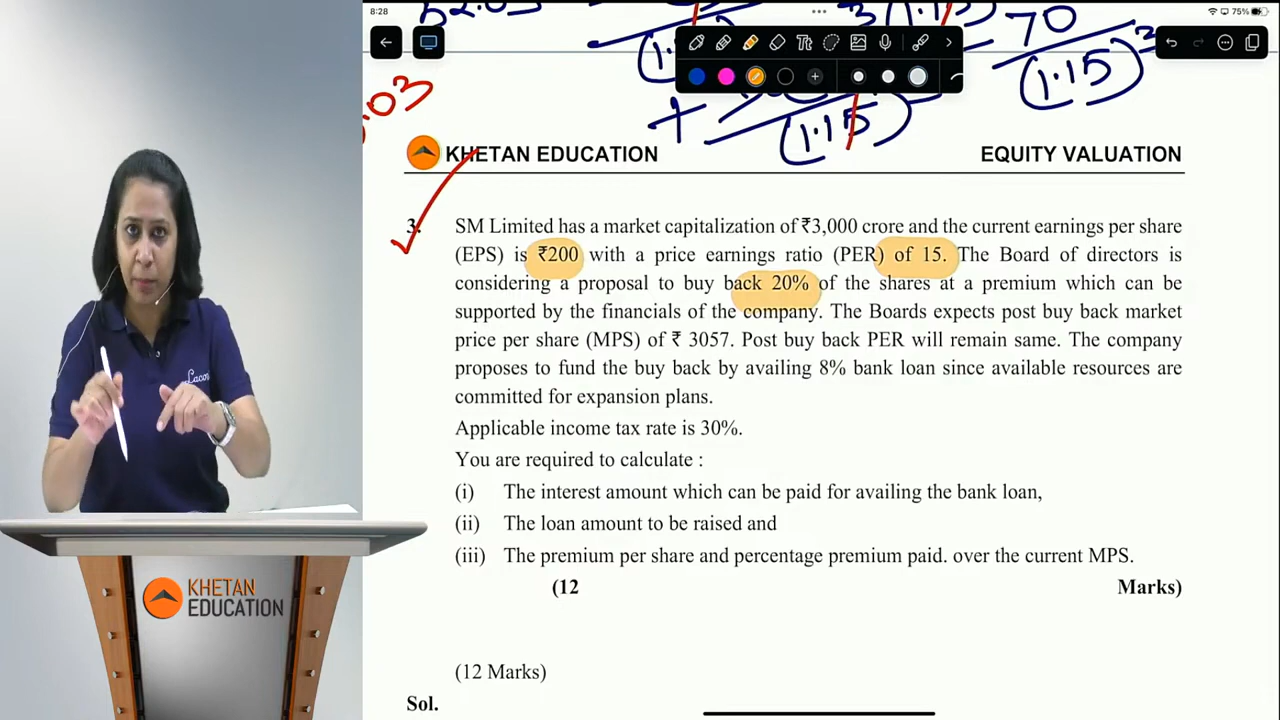 8:28
75%
70
(1.15)
(1.15)
+
.03
KHETAN EDUCATION
EQUITY VALUATION
3. SM Limited has a market capitalization of ₹3,000 crore and the current earnings per share
(EPS) is ₹200 with a price earnings ratio (PER) of 15. The Board of directors is
considering a proposal to buy back 20% of the shares at a premium which can be
supported by the financials of the company. The Boards expects post buy back market
price per share (MPS) of ₹ 3057. Post buy back PER will remain same. The company
proposes to fund the buy back by availing 8% bank loan since available resources are
committed for expansion plans.
Applicable income tax rate is 30%.
You are required to calculate :
(i) The interest amount which can be paid for availing the bank loan,
(ii) The loan amount to be raised and
(iii) The premium per share and percentage premium paid. over the current MPS.
(12 Marks)
(12 Marks)
Sol.
KHETAN
EDUCATION